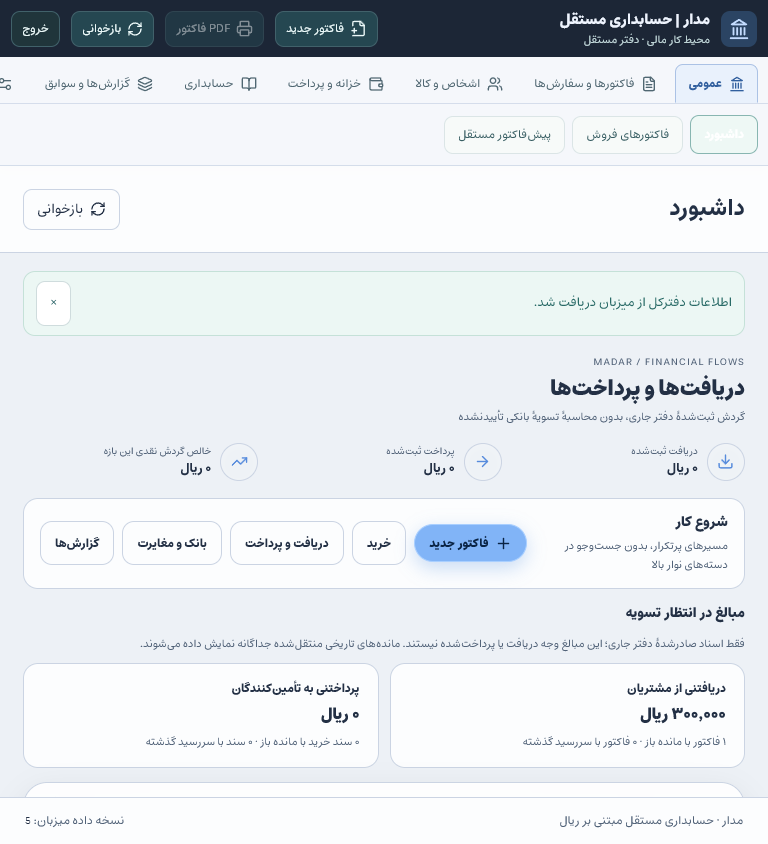 مدار | حسابداری مستقل
محیط کار مالی · دفتر مستقل
فاکتور جدید
PDF فاکتور
بازخوانی
خروج
عمومی
فاکتورها و سفارش‌ها
اشخاص و کالا
خزانه و پرداخت
حسابداری
گزارش‌ها و سوابق
داشبورد
فاکتورهای فروش
پیش‌فاکتور مستقل
داشبورد
بازخوانی
اطلاعات دفترکل از میزبان دریافت شد.
×
MADAR / FINANCIAL FLOWS
دریافت‌ها و پرداخت‌ها
گردش ثبت‌شدهٔ دفتر جاری، بدون محاسبهٔ تسویهٔ بانکی تأییدنشده
دریافت ثبت‌شده
۰ ریال
پرداخت ثبت‌شده
۰ ریال
خالص گردش نقدی این بازه
۰ ریال
شروع کار
مسیرهای پرتکرار، بدون جست‌وجو در
دسته‌های نوار بالا
فاکتور جدید
خرید
دریافت و پرداخت
بانک و مغایرت
گزارش‌ها
مبالغ در انتظار تسویه
فقط اسناد صادرشدهٔ دفتر جاری؛ این مبالغ وجه دریافت یا پرداخت‌شده نیستند. مانده‌های تاریخی منتقل‌شده جداگانه نمایش داده می‌شوند.
دریافتنی از مشتریان
۳۰۰,۰۰۰ ریال
۱ فاکتور با مانده باز · ۰ فاکتور با سررسید گذشته
پرداختنی به تأمین‌کنندگان
۰ ریال
۰ سند خرید با مانده باز · ۰ سند با سررسید گذشته
مدار · حسابداری مستقل مبتنی بر ریال
نسخه داده میزبان: 5